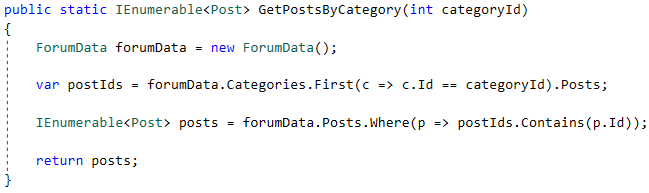 public static IEnumerable<Post> GetPostsByCategory(int categoryId)
{
ForumData forumData = new ForumData();
var postIds = forumData.Categories.First(c => c.Id == categoryId).Posts;
IEnumerable<Post> posts = forumData.Posts.Where(p => postIds.Contains(p.Id));
return posts;
}